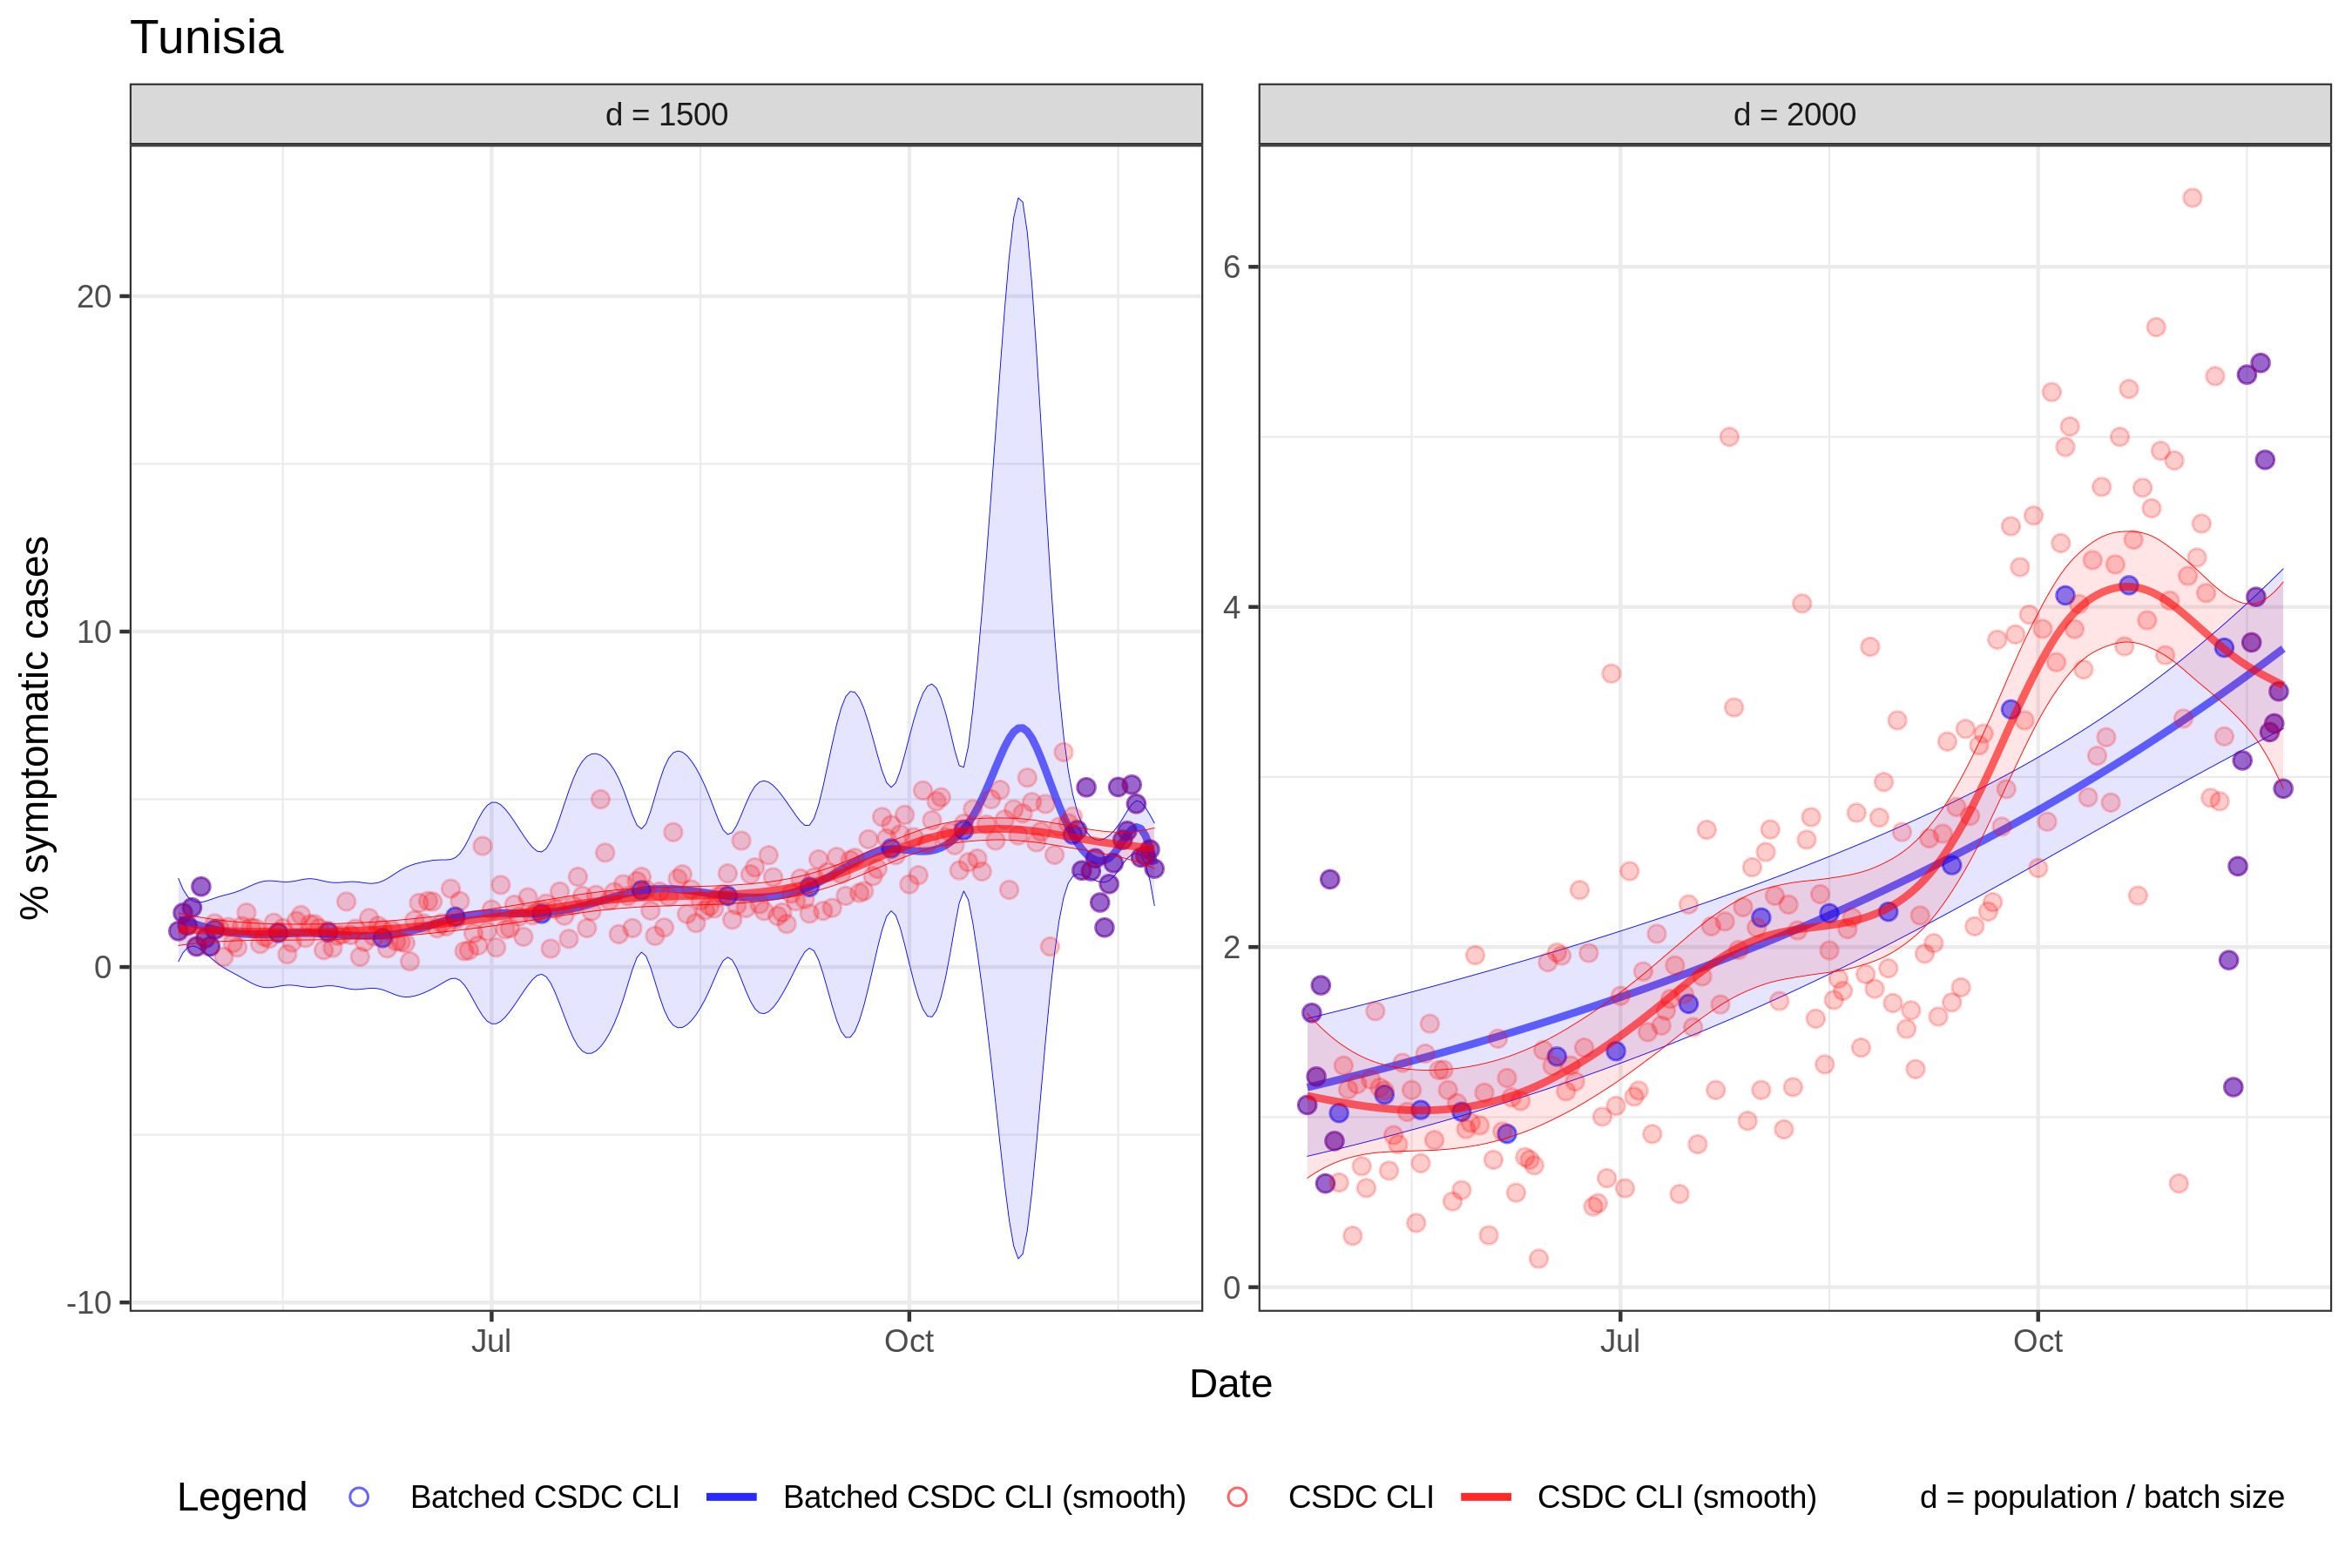 Tunisia
d = 1500
d = 2000
% symptomatic cases
20
10
0
-10
6
4
2
0
Jul
Oct
Jul
Oct
Date
Legend
Batched CSDC CLI
Batched CSDC CLI (smooth)
CSDC CLI
CSDC CLI (smooth)
d = population / batch size